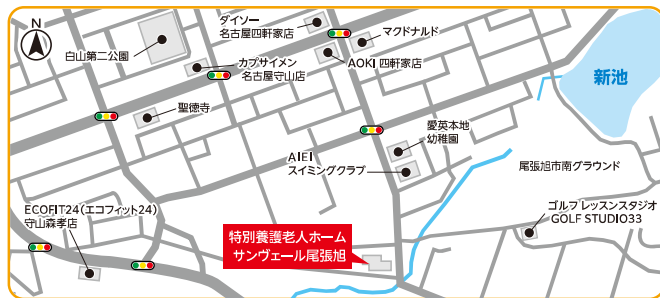 ダイソー
名古屋四軒家店
マクドナルド
白山第二公園
AOKI 四軒家店
カプサイメン
名古屋守山店
新池
聖徳寺
愛英本地
幼稚園
AIEI
スイミングクラブ
尾張旭市南グラウンド
ECOFIT24(エコフィット24)
守山森孝店
ゴルフレッスンスタジオ
GOLF STUDIO33
特別養護老人ホーム
サンヴェール尾張旭